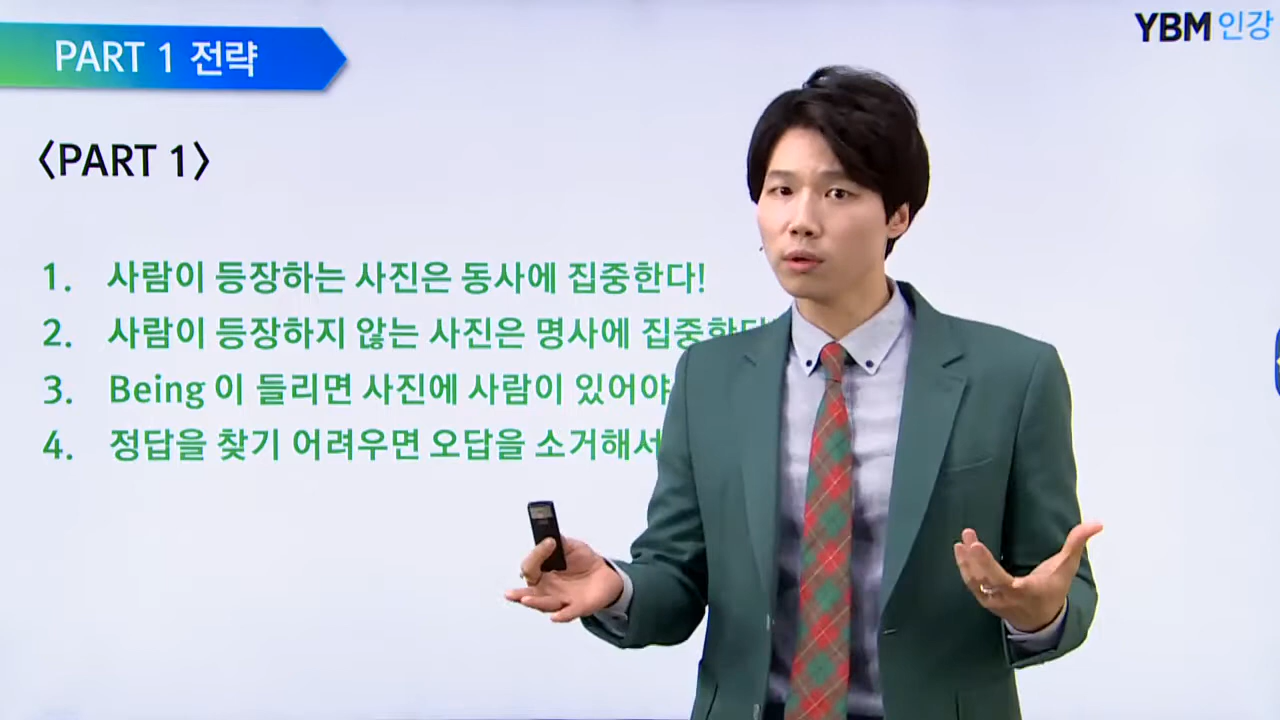 PART 1 전략
YBM 인강
〈PART 1〉
1. 사람이 등장하는 사진은 동사에 집중한다!
2. 사람이 등장하지 않는 사진은 명사에
3. Being 이 들리면 사진에 사람이 있어야
4. 정답을 찾기 어려우면 오답을 소거해서